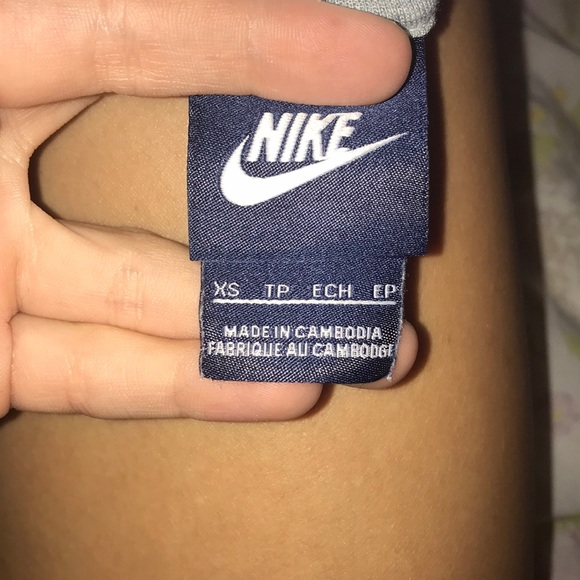 NIKE
XS TP ECH EP
MADE IN CAMBODIA
FABRIQUE AU CAMBODGE